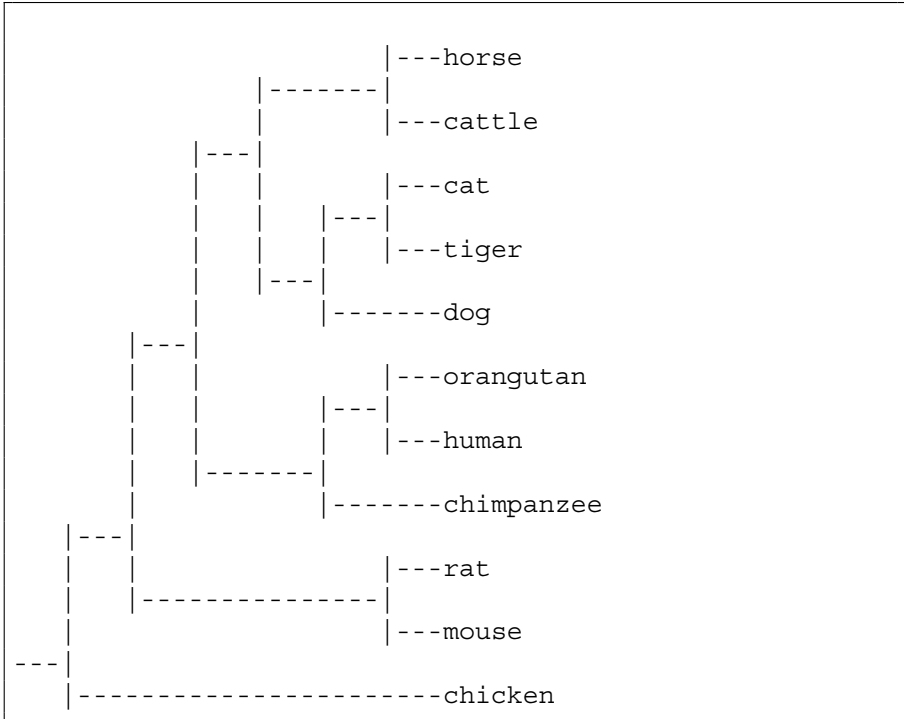 horse
cattle
cat
tiger
dog
orangutan
human
chimpanzee
rat
mouse
chicken